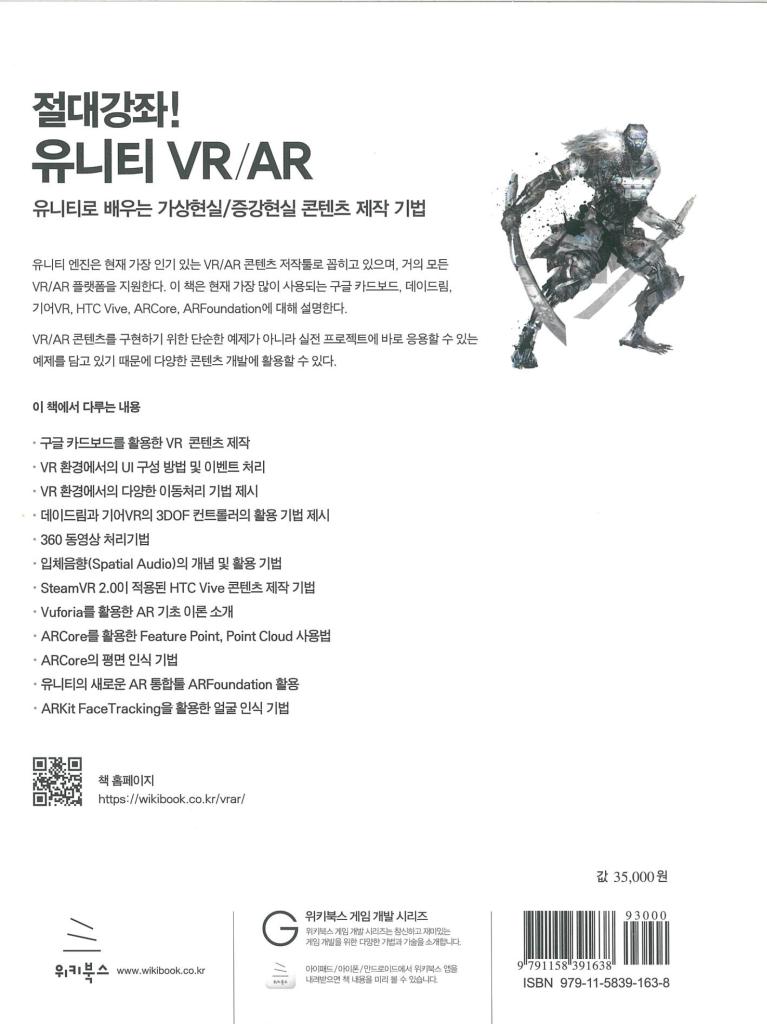 절대강좌!
유니티 VR/AR
유니티로 배우는 가상현실/증강현실 콘텐츠 제작 기법
유니티 엔진은 현재 가장 인기 있는 VR/AR 콘텐츠 저작툴로 꼽히고 있으며, 거의 모든
VR/AR 플랫폼을 지원한다. 이 책은 현재 가장 많이 사용되는 구글 카드보드, 데이드림,
기어VR, HTC Vive, ARCore, ARFoundation에 대해 설명한다.
VR/AR 콘텐츠를 구현하기 위한 단순한 예제가 아니라 실전 프로젝트에 바로 응용할 수 있는
예제를 담고 있기 때문에 다양한 콘텐츠 개발에 활용할 수 있다.
이 책에서 다루는 내용
· 구글 카드보드를 활용한 VR 콘텐츠 제작
· VR 환경에서의 UI 구성 방법 및 이벤트 처리
· VR 환경에서의 다양한 이동처리 기법 제시
· 데이드림과 기어VR의 3DOF 컨트롤러의 활용 기법 제시
· 360 동영상 처리기법
· 입체음향(Spatial Audio)의 개념 및 활용 기법
· SteamVR 2.0이 적용된 HTC Vive 콘텐츠 제작 기법
· Vuforia를 활용한 AR 기초 이론 소개
· ARCore를 활용한 Feature Point, Point Cloud 사용법
· ARCore의 평면 인식 기법
· 유니티의 새로운 AR 통합툴 ARFoundation 활용
· ARKit FaceTracking을 활용한 얼굴 인식 기법
책 홈페이지
https://wikibook.co.kr/vrar/
값 35,000원
위키북스 www.wikibook.co.kr
위키북스 게임 개발 시리즈
위키북스 게임 개발 시리즈는 참신하고 재미있는
게임 개발을 위한 다양한 기법과 기술을 소개합니다.
위키북스
아이패드/아이폰/안드로이드에서 위키북스 앱을
내려받으면 책 내용을 미리 볼 수 있습니다.
93000
9 791158 391638
ISBN 979-11-5839-163-8